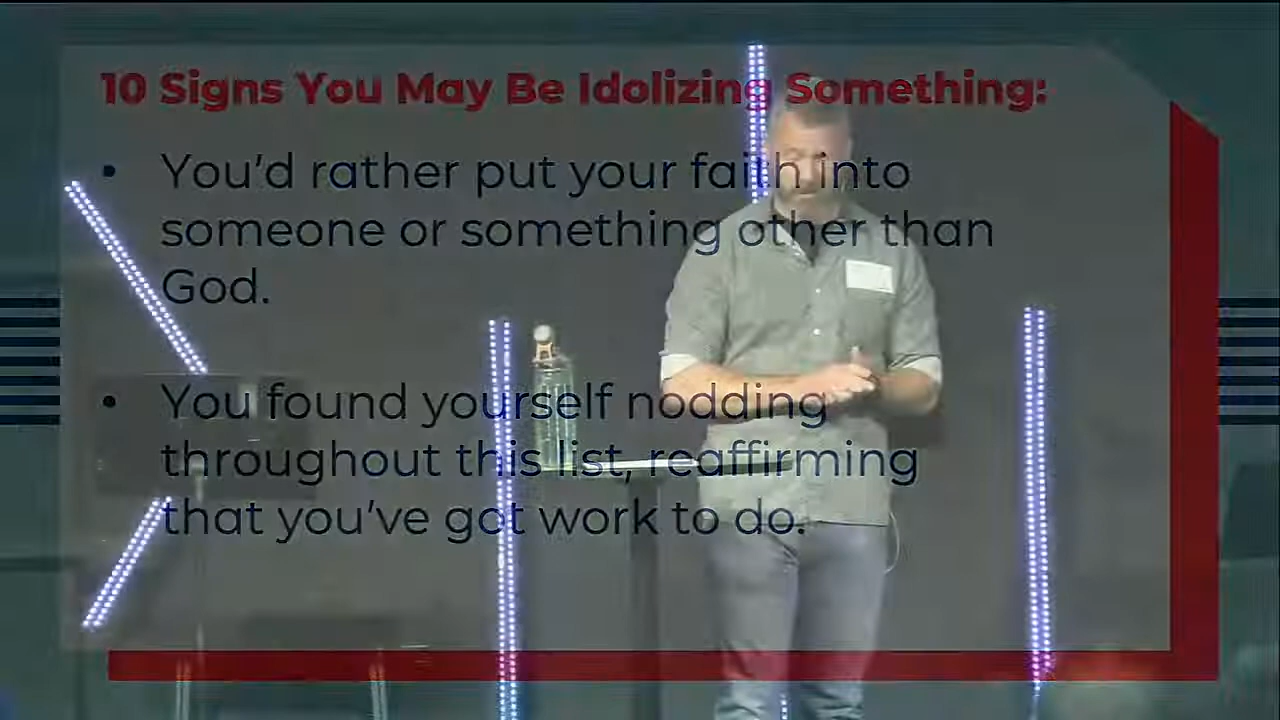 10 Signs You May Be Idolizing Something:
• You'd rather put your faith into
someone or something other than
God.
• You found yourself nodding
throughout this list, reaffirming
that you've got work to do.